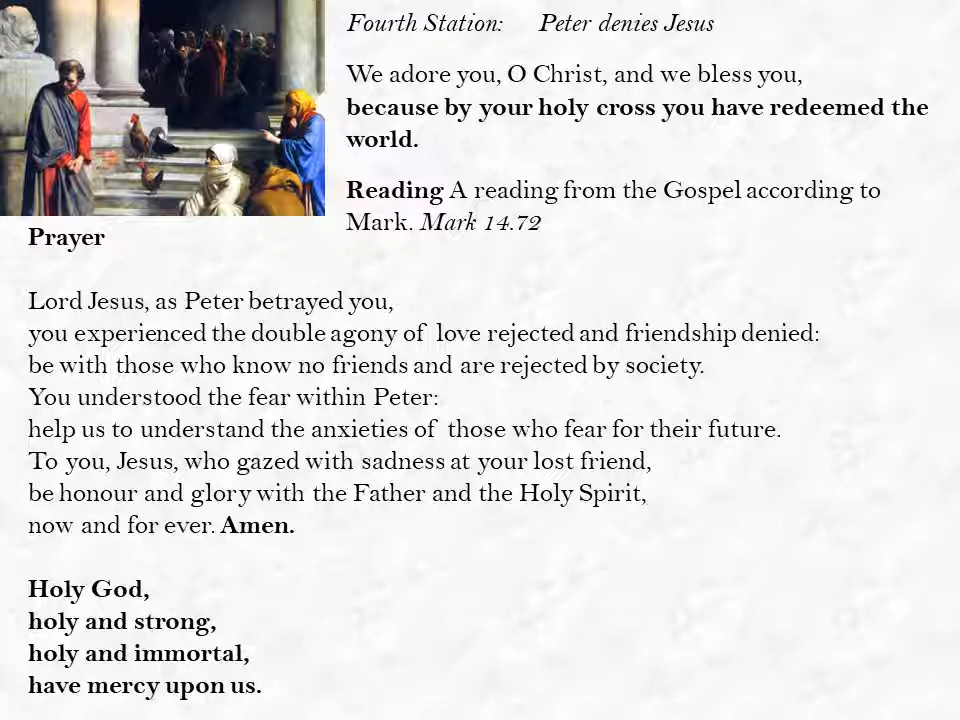 Fourth Station: Peter denies Jesus
We adore you, O Christ, and we bless you,
because by your holy cross you have redeemed the
world.
Reading A reading from the Gospel according to
Mark. Mark 14.72
Prayer
Lord Jesus, as Peter betrayed you,
you experienced the double agony of love rejected and friendship denied:
be with those who know no friends and are rejected by society.
You understood the fear within Peter:
help us to understand the anxieties of those who fear for their future.
To you, Jesus, who gazed with sadness at your lost friend,
be honour and glory with the Father and the Holy Spirit,
now and for ever. Amen.
Holy God,
holy and strong,
holy and immortal,
have mercy upon us.